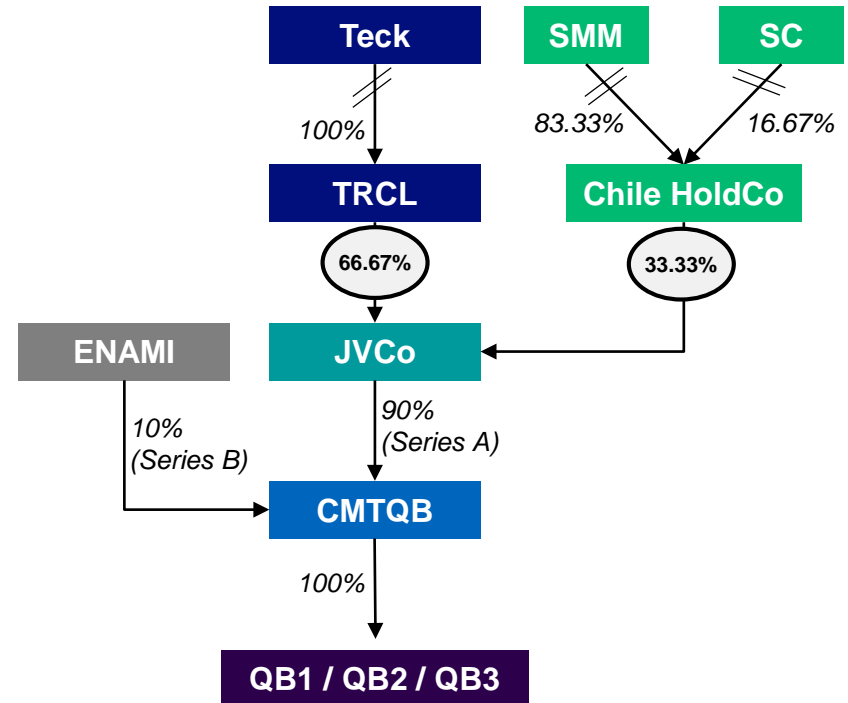 Teck
SMM
SC
100%
83.33%
16.67%
TRCL
Chile HoldCo
66.67%
33.33%
ENAMI
JVCo
10%
(Series B)
90%
(Series A)
CMTQB
100%
QB1 / QB2 / QB3